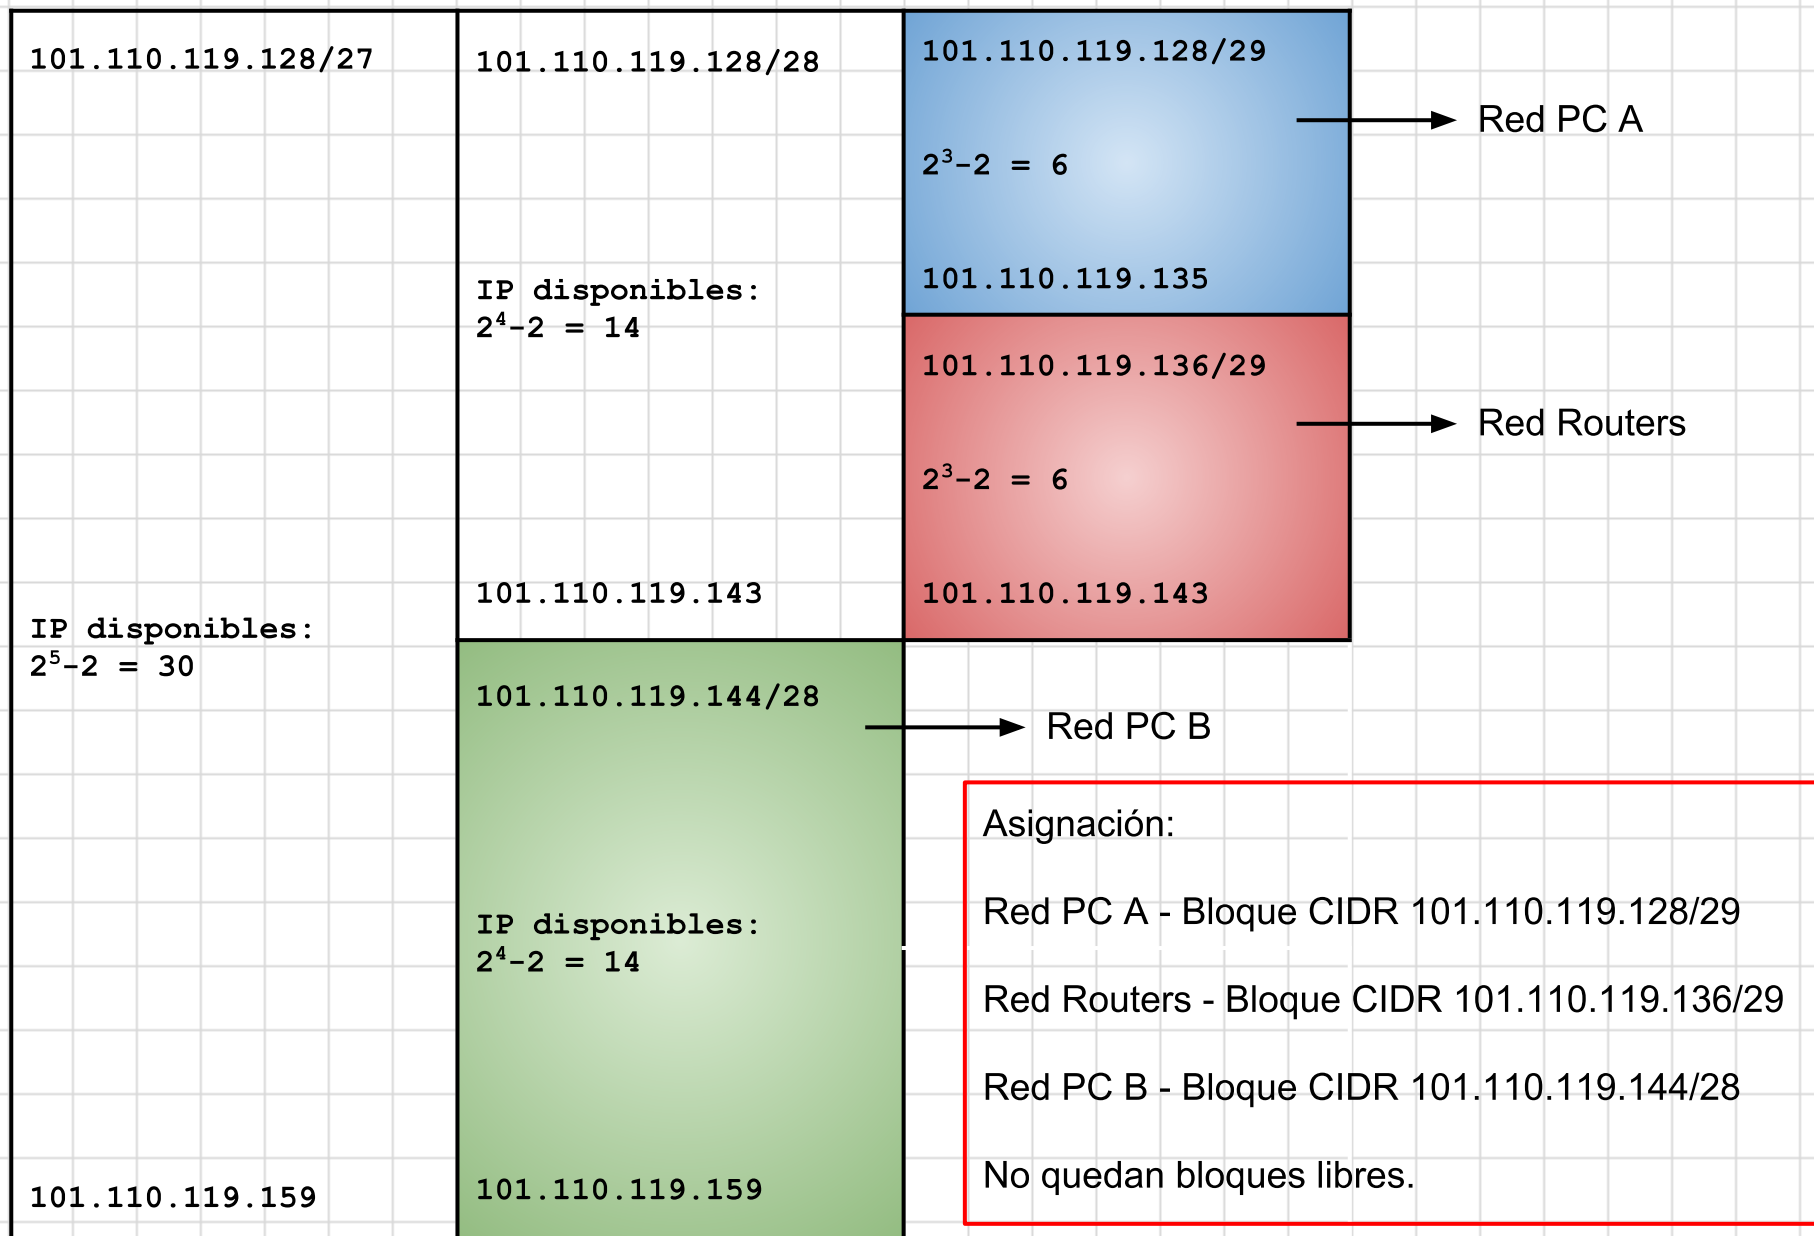 101.110.119.128/27
IP disponibles:
2⁵-2 = 30
101.110.119.159
101.110.119.128/28
IP disponibles:
2⁴-2 = 14
101.110.119.143
101.110.119.144/28
IP disponibles:
2⁴-2 = 14
101.110.119.159
101.110.119.128/29
2³-2 = 6
101.110.119.135
101.110.119.136/29
2³-2 = 6
101.110.119.143
Red PC A
Red Routers
Red PC B
Asignación:
Red PC A - Bloque CIDR 101.110.119.128/29
Red Routers - Bloque CIDR 101.110.119.136/29
Red PC B - Bloque CIDR 101.110.119.144/28
No quedan bloques libres.